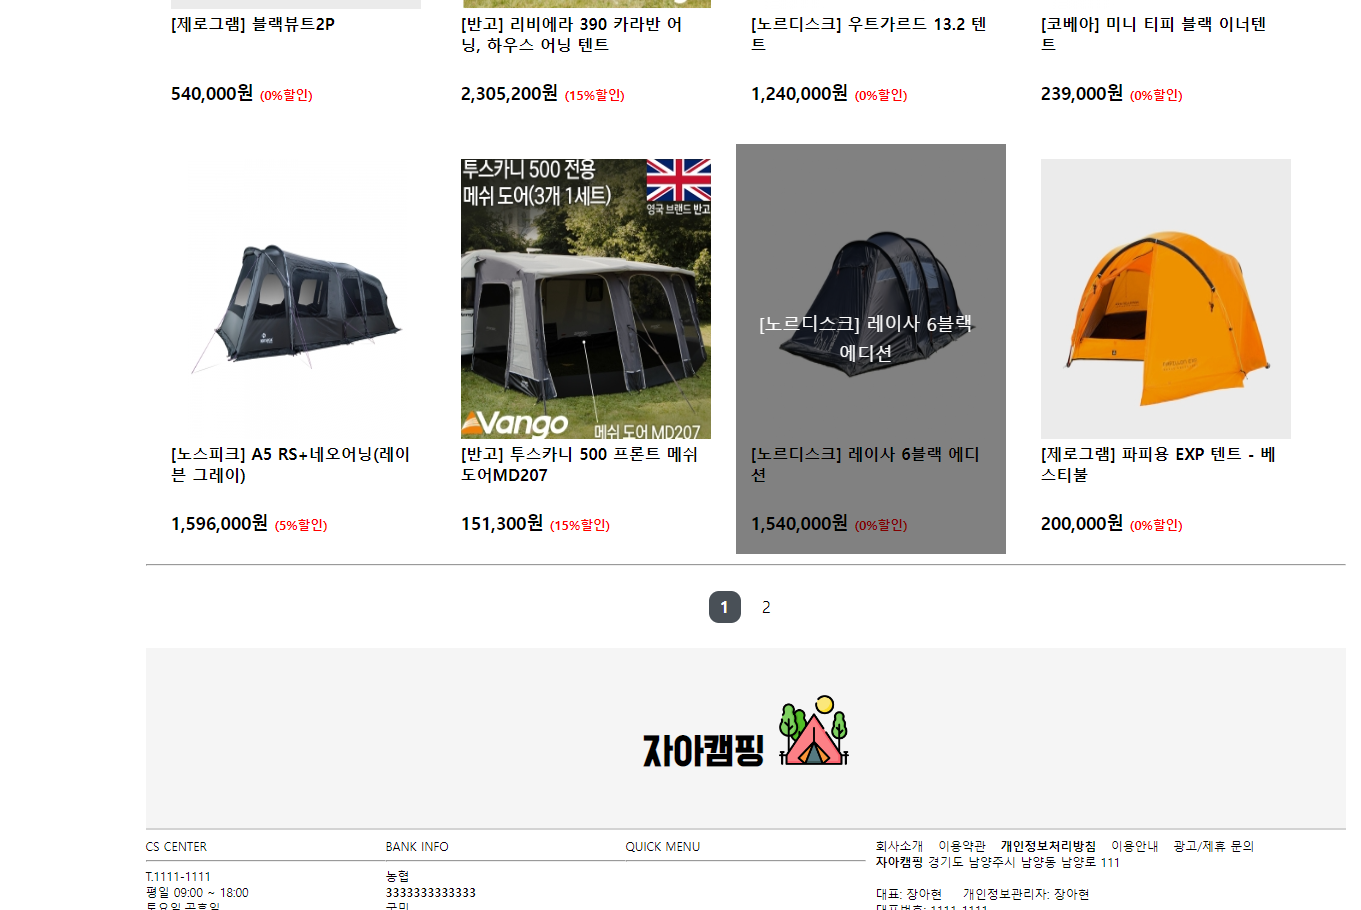 [제로그램] 블랙뷰트2P
540,000원 (0%할인)
[반고] 리비에라 390 카라반 어
닝, 하우스 어닝 텐트
2,305,200원 (15%할인)
[노르디스크] 우트가르드 13.2 텐
트
1,240,000원 (0%할인)
[코베아] 미니 티피 블랙 이너텐
트
239,000원 (0%할인)
[노스피크] A5 RS+네오어닝(레이
븐 그레이)
1,596,000원 (5%할인)
투스카니 500 전용
메쉬 도어(3개 1세트)
영국 브랜드 반고
Vango
메쉬 도어 MD207
[반고] 투스카니 500 프론트 메쉬
도어MD207
151,300원 (15%할인)
[노르디스크] 레이사 6블랙
에디션
[노르디스크] 레이사 6블랙 에디
션
1,540,000원 (0%할인)
[제로그램] 파피용 EXP 텐트 - 베
스티불
200,000원 (0%할인)
1 2
자아캠핑
CS CENTER
T.1111-1111
평일 09:00 ~ 18:00
토요일 공휴일
BANK INFO
농협
3333333333333
국민
QUICK MENU
회사소개 이용약관 개인정보처리방침 이용안내 광고/제휴 문의
자아캠핑 경기도 남양주시 남양동 남양로 111
대표: 장아현 개인정보관리자: 장아현
대표번호: 1111-1111